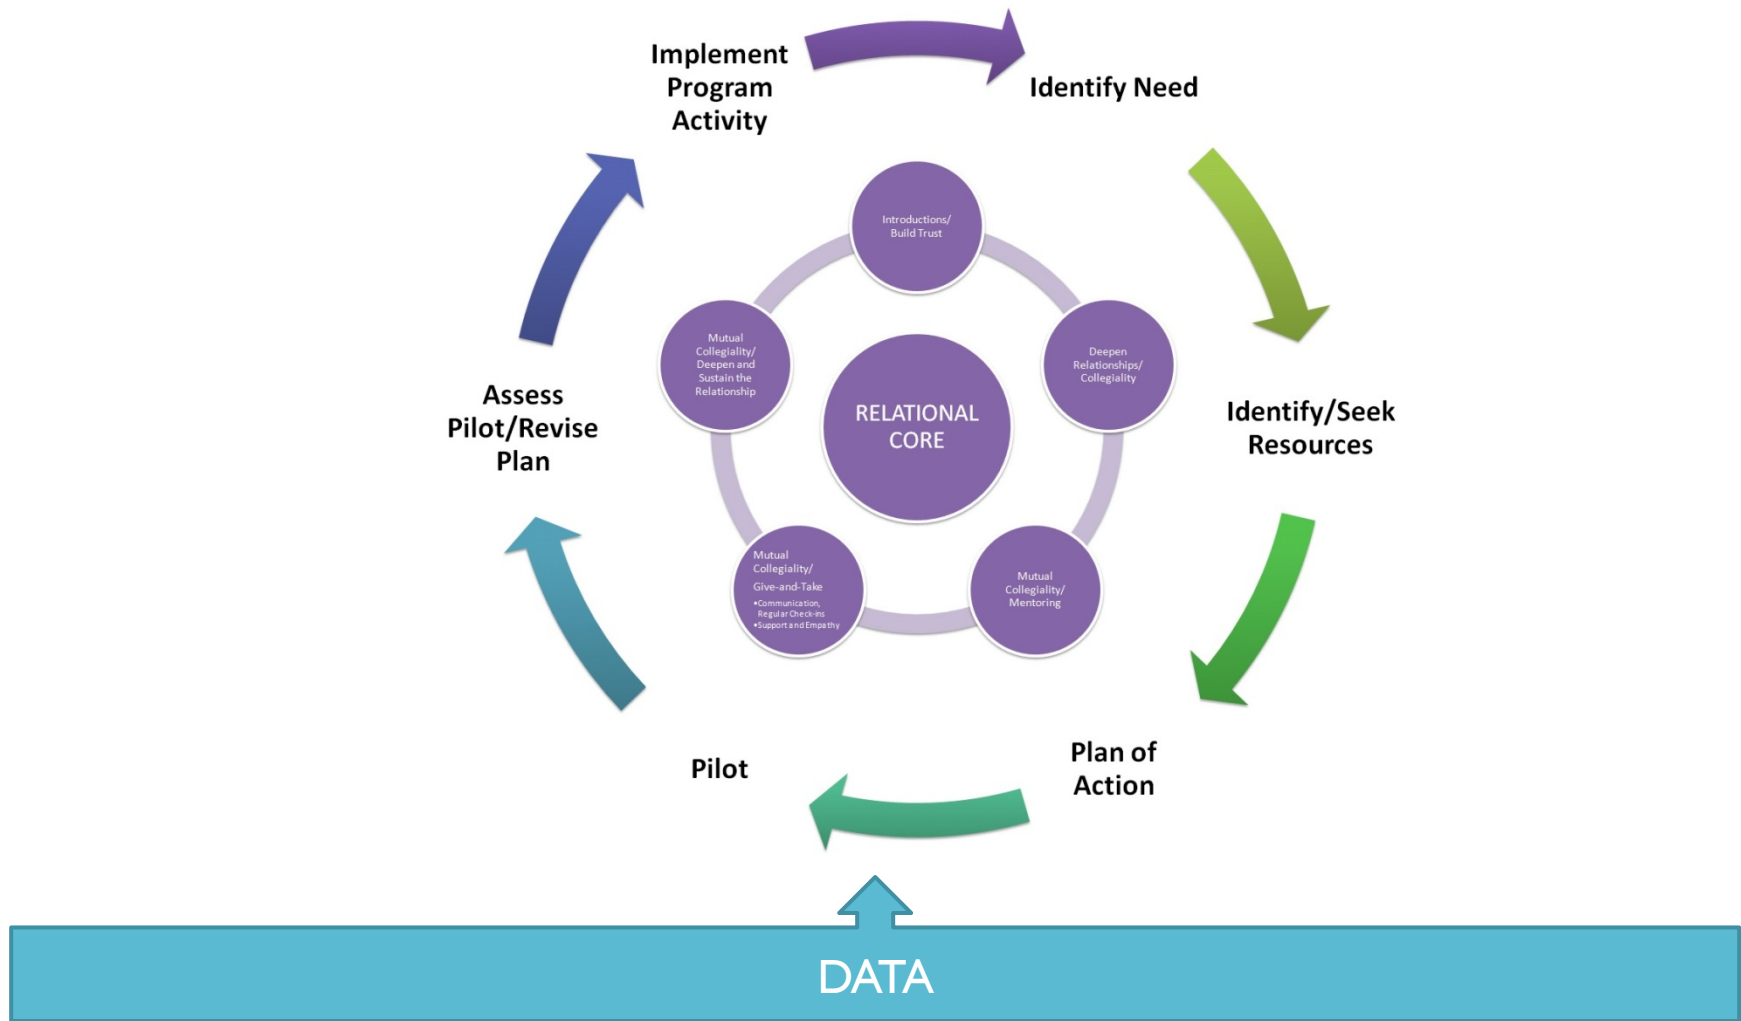 Implement
Program
Activity
Identify Need
Introductions/
Build Trust
Mutual
Collegiality/
Deepen and
Sustain the
Relationship
Deepen
Relationships/
Collegiality
RELATIONAL
CORE
Assess
Pilot/Revise
Plan
Identify/Seek
Resources
Mutual
Collegiality/
Give-and-Take
•Communication,
Regular Check-ins
•Support and Empathy
Mutual
Collegiality/
Mentoring
Pilot
Plan of
Action
DATA